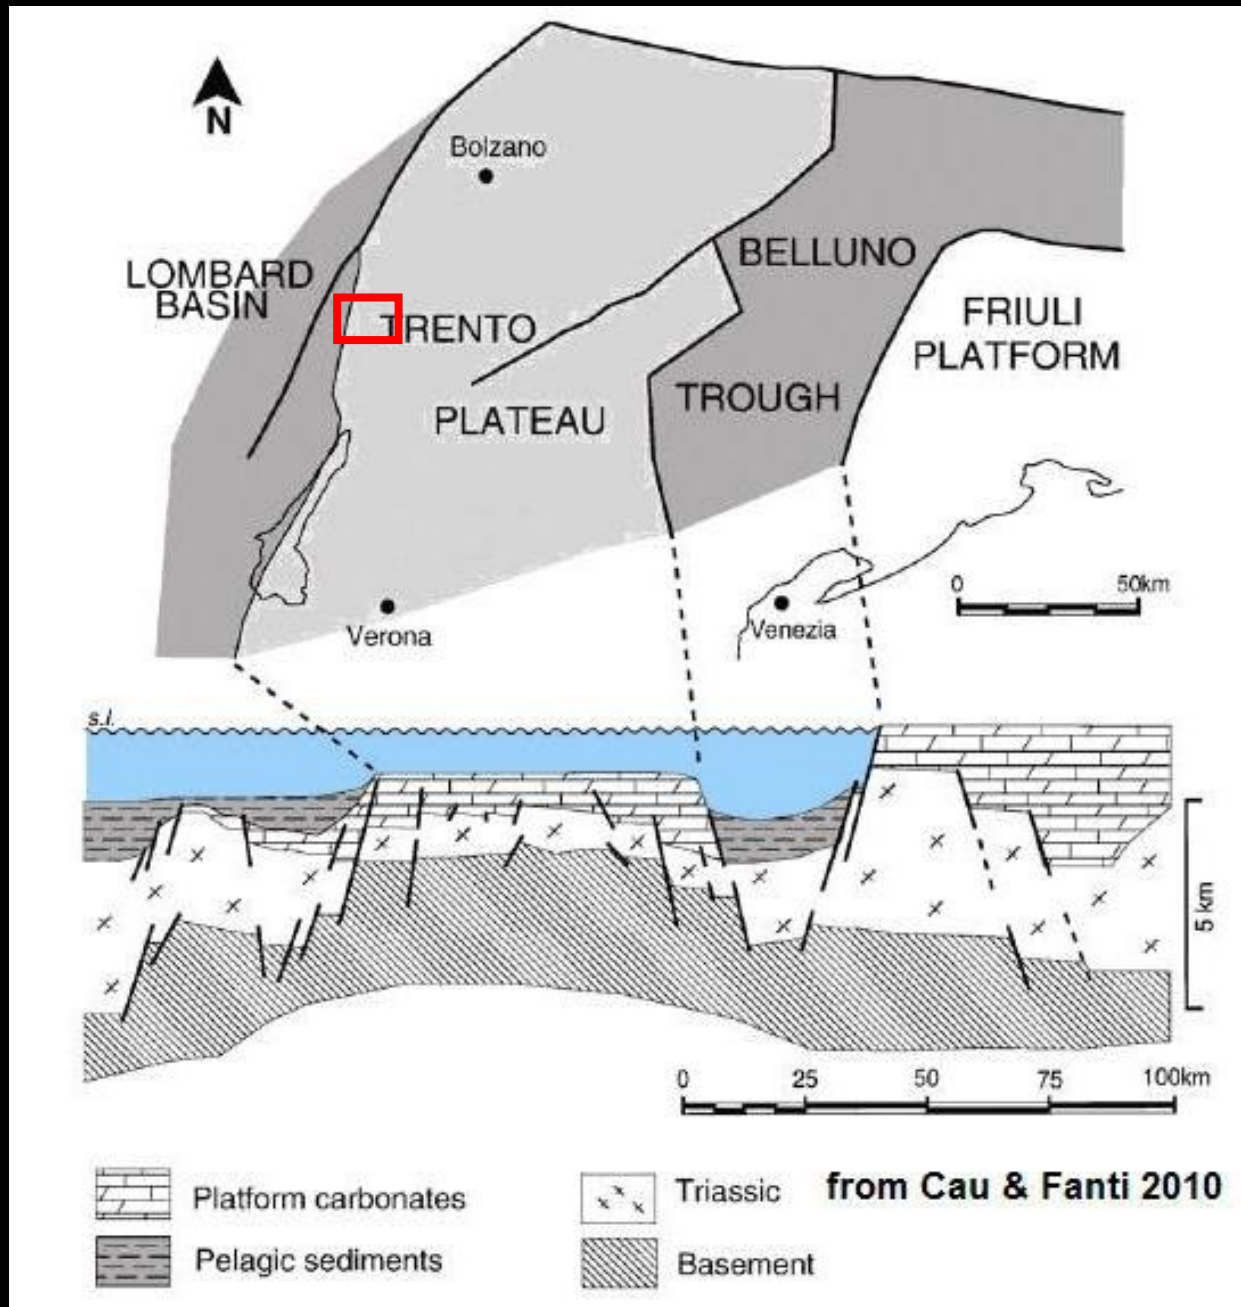 N
Bolzano
LOMBARD
BASIN
TRENTO
PLATEAU
BELLUNO
TROUGH
FRIULI
PLATFORM
Verona
Venezia
0 50km
s.l.
5 km
0 25 50 75 100km
Platform carbonates
Pelagic sediments
Triassic
Basement
from Cau & Fanti 2010